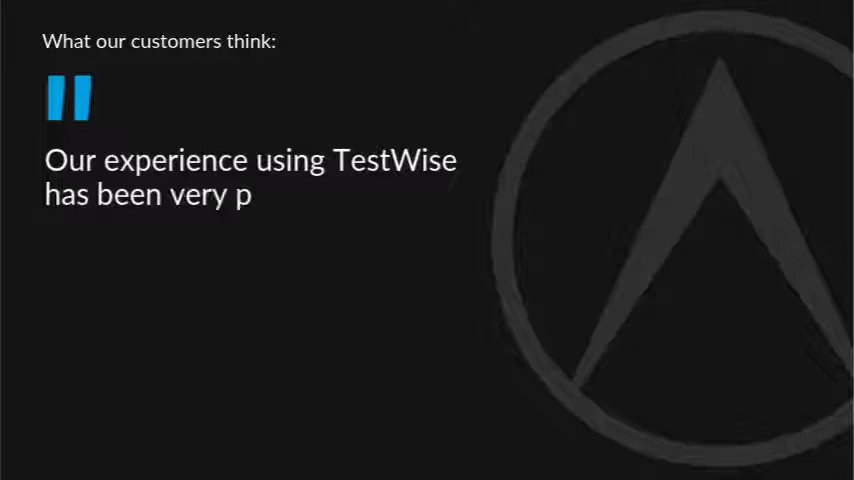 What our customers think:
"
Our experience using TestWise
has been very p